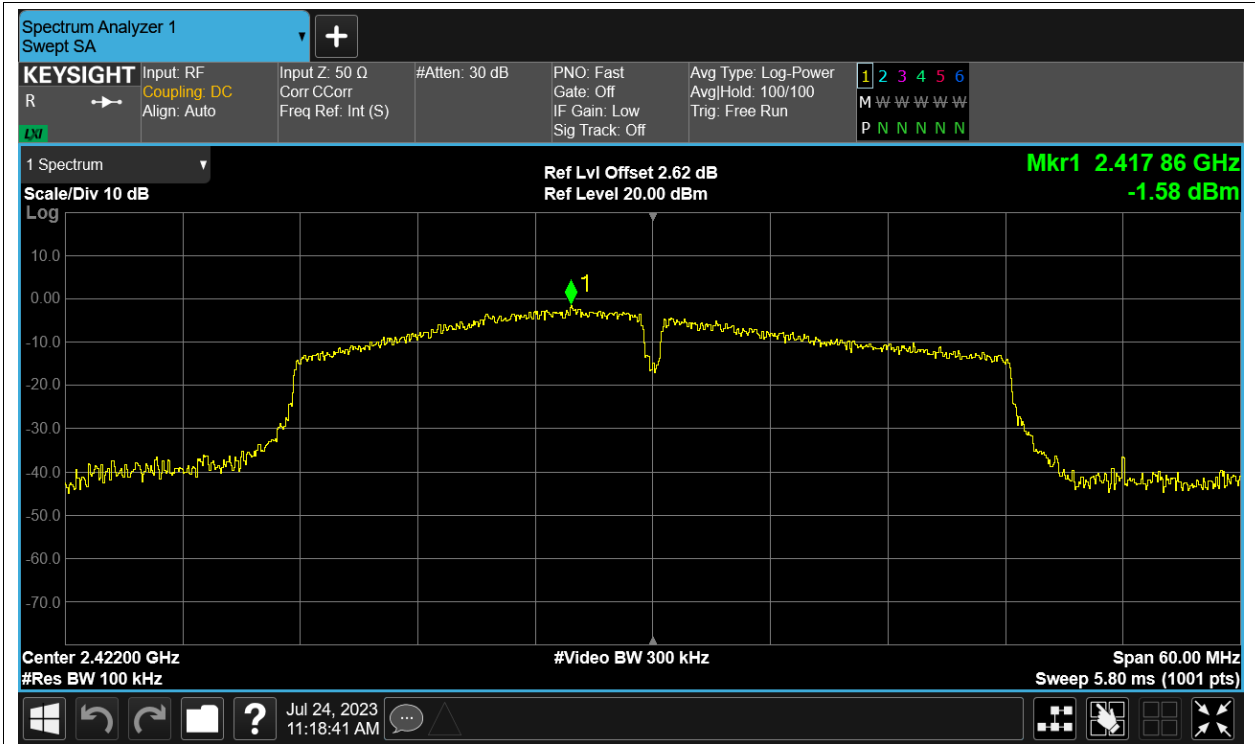 Spectrum Analyzer 1
Swept SA
KEYSIGHT
R
LXI
Input: RF
Coupling: DC
Align: Auto
Input Z: 50 Ω
Corr CCorr
Freq Ref: Int (S)
#Atten: 30 dB
PNO: Fast
Gate: Off
IF Gain: Low
Sig Track: Off
Avg Type: Log-Power
Avg|Hold: 100/100
Trig: Free Run
1 2 3 4 5 6
M W W W W W
P N N N N N
1 Spectrum
Scale/Div 10 dB
Log
Ref Lvl Offset 2.62 dB
Ref Level 20.00 dBm
Mkr1 2.417 86 GHz
-1.58 dBm
1
10.0
0.00
-10.0
-20.0
-30.0
-40.0
-50.0
-60.0
-70.0
Center 2.42200 GHz
#Res BW 100 kHz
#Video BW 300 kHz
Span 60.00 MHz
Sweep 5.80 ms (1001 pts)
?
Jul 24, 2023
11:18:41 AM